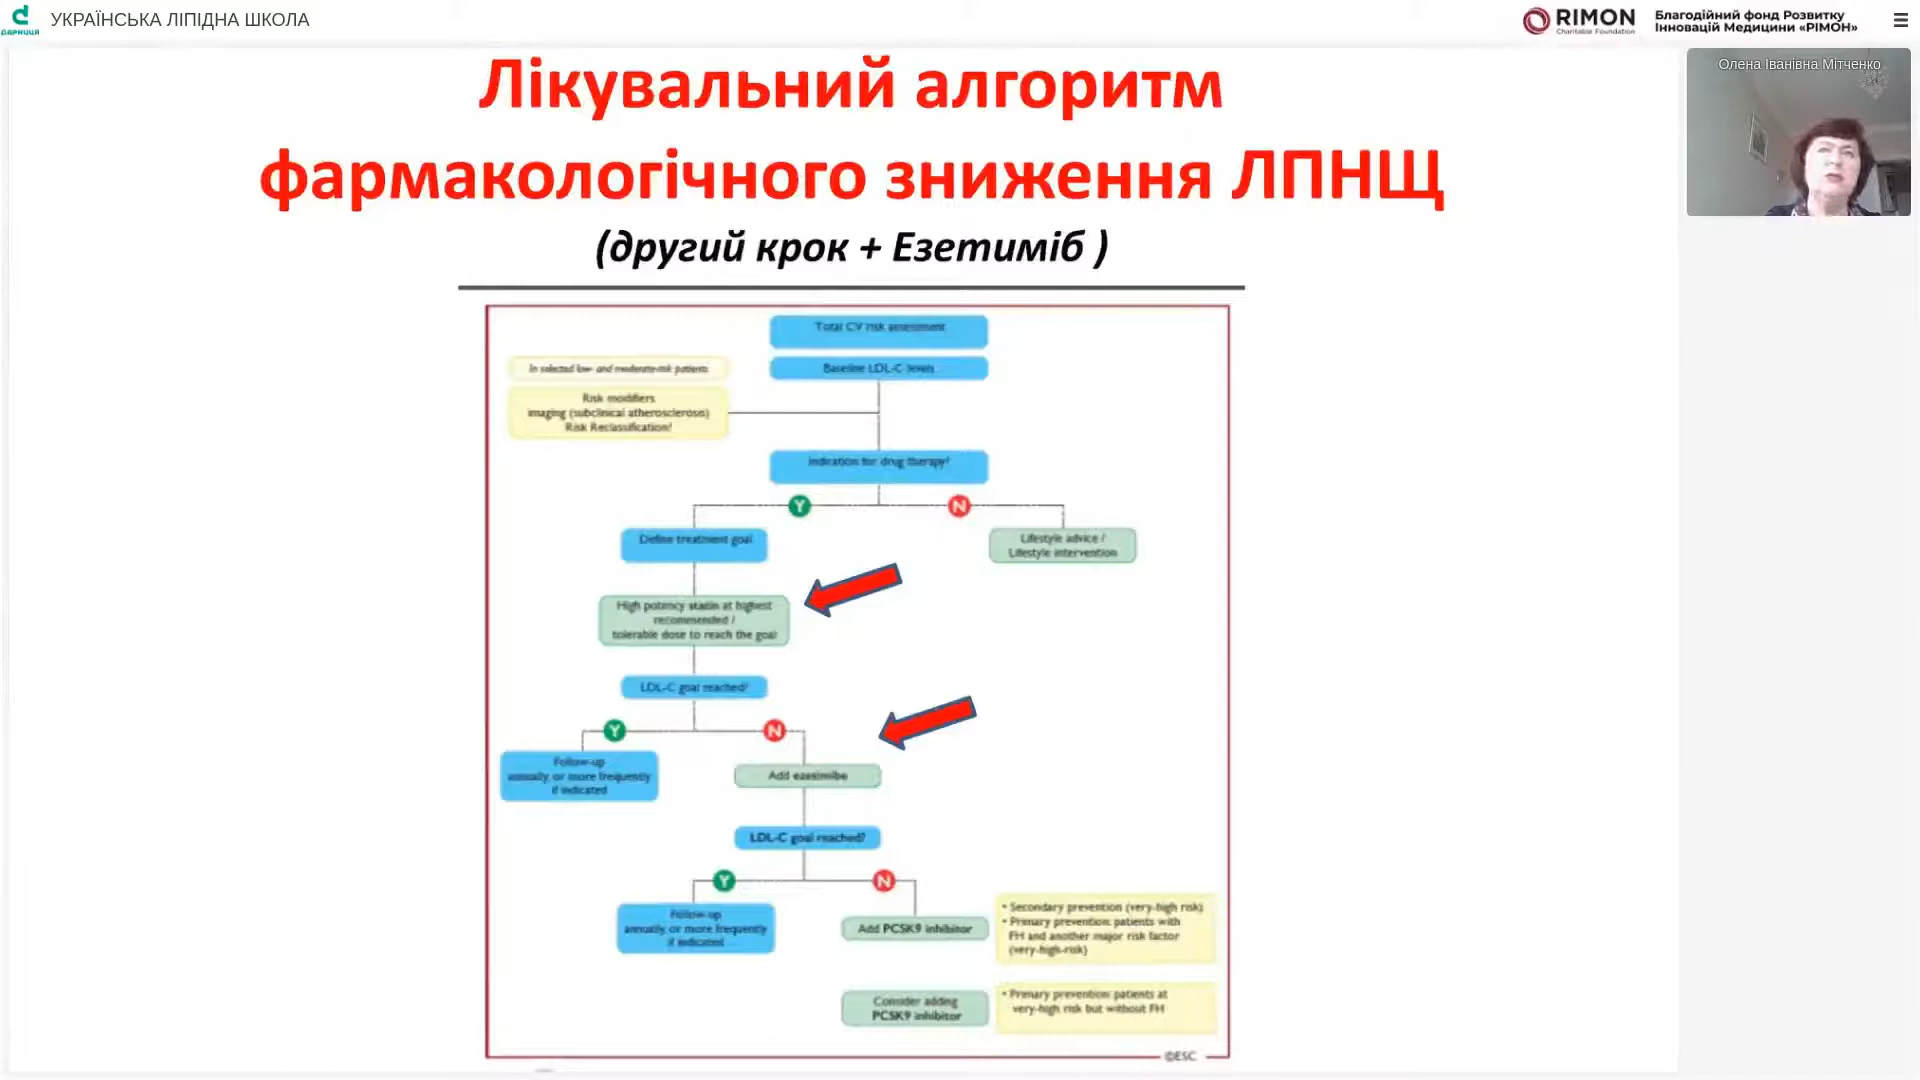 дарниця
УКРАЇНСЬКА ЛІПІДНА ШКОЛА
RIMON
Charitable Foundation
Благодійний фонд Розвитку
Інновацій Медицини «РІМОН»
Олена Іванівна Мітченко
Лікувальний алгоритм
фармакологічного зниження ЛПНЩ
(другий крок + Езетиміб )
Total CV risk assessment
In selected low- and moderate-risk patients
Baseline LDL-C levels
Risk modifiers
imaging (subclinical atherosclerosis)
Risk Reclassification?
Indication for drug therapy?
Y
N
Define treatment goal
Lifestyle advice /
Lifestyle intervention
High potency statin at highest
recommended /
tolerable dose to reach the goal
LDL-C goal reached?
Y
N
Follow-up
annually, or more frequently
if indicated
Add ezetimibe
LDL-C goal reached?
Y
N
Follow-up
annually, or more frequently
if indicated
Add PCSK9 inhibitor
• Secondary prevention (very-high risk)
• Primary prevention: patients with
FH and another major risk factor
(very-high-risk)
Consider adding
PCSK9 inhibitor
• Primary prevention: patients at
very-high risk but without FH
©ESC